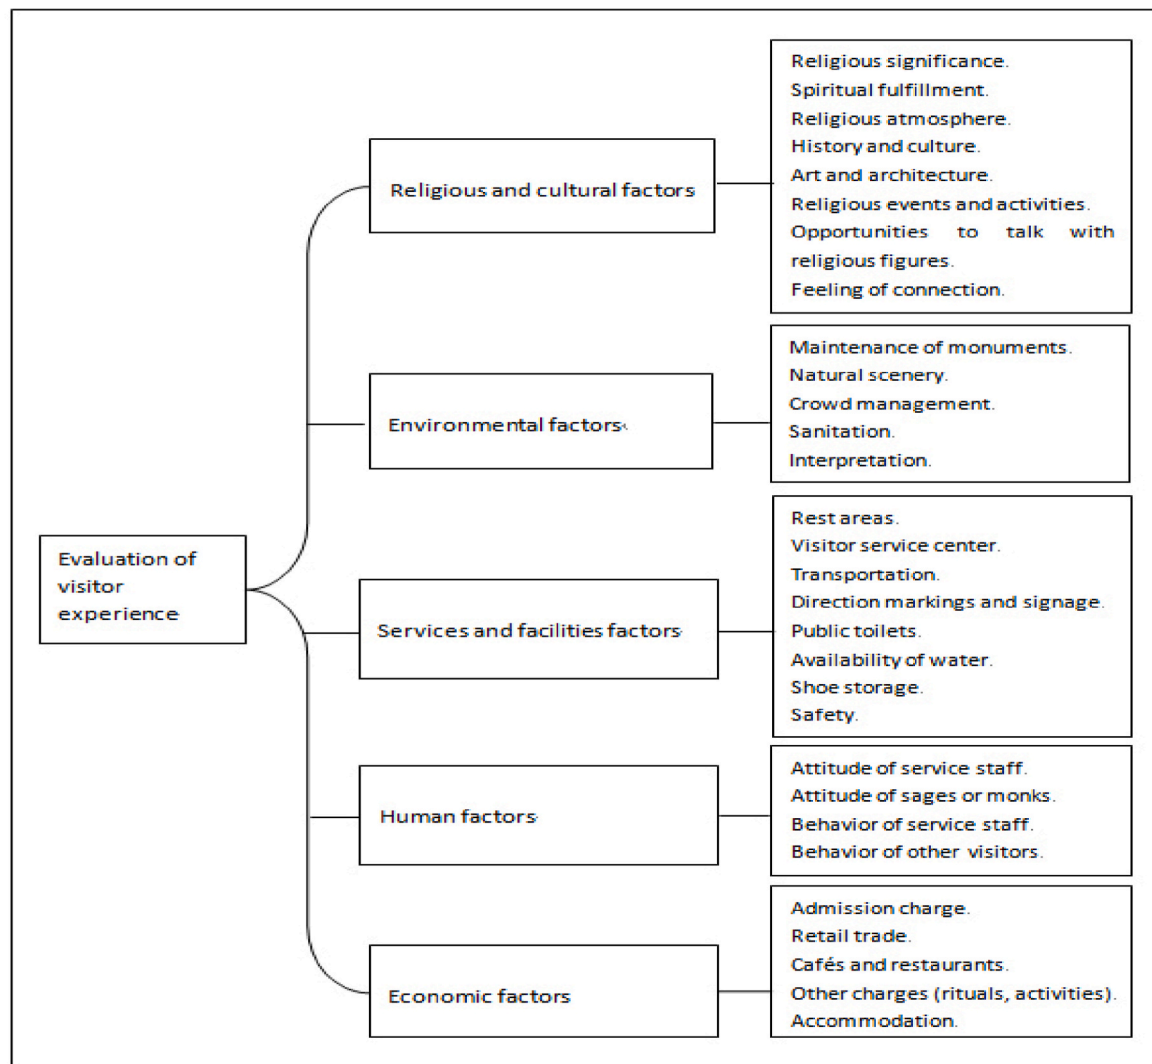 Evaluation of
visitor
experience
Religious and cultural factors
Religious significance.
Spiritual fulfillment.
Religious atmosphere.
History and culture.
Art and architecture.
Religious events and activities.
Opportunities to talk with
religious figures.
Feeling of connection.
Environmental factors
Maintenance of monuments.
Natural scenery.
Crowd management.
Sanitation.
Interpretation.
Services and facilities factors
Rest areas.
Visitor service center.
Transportation.
Direction markings and signage.
Public toilets.
Availability of water.
Shoe storage.
Safety.
Human factors
Attitude of service staff.
Attitude of sages or monks.
Behavior of service staff.
Behavior of other visitors.
Economic factors
Admission charge.
Retail trade.
Cafés and restaurants.
Other charges (rituals, activities).
Accommodation.